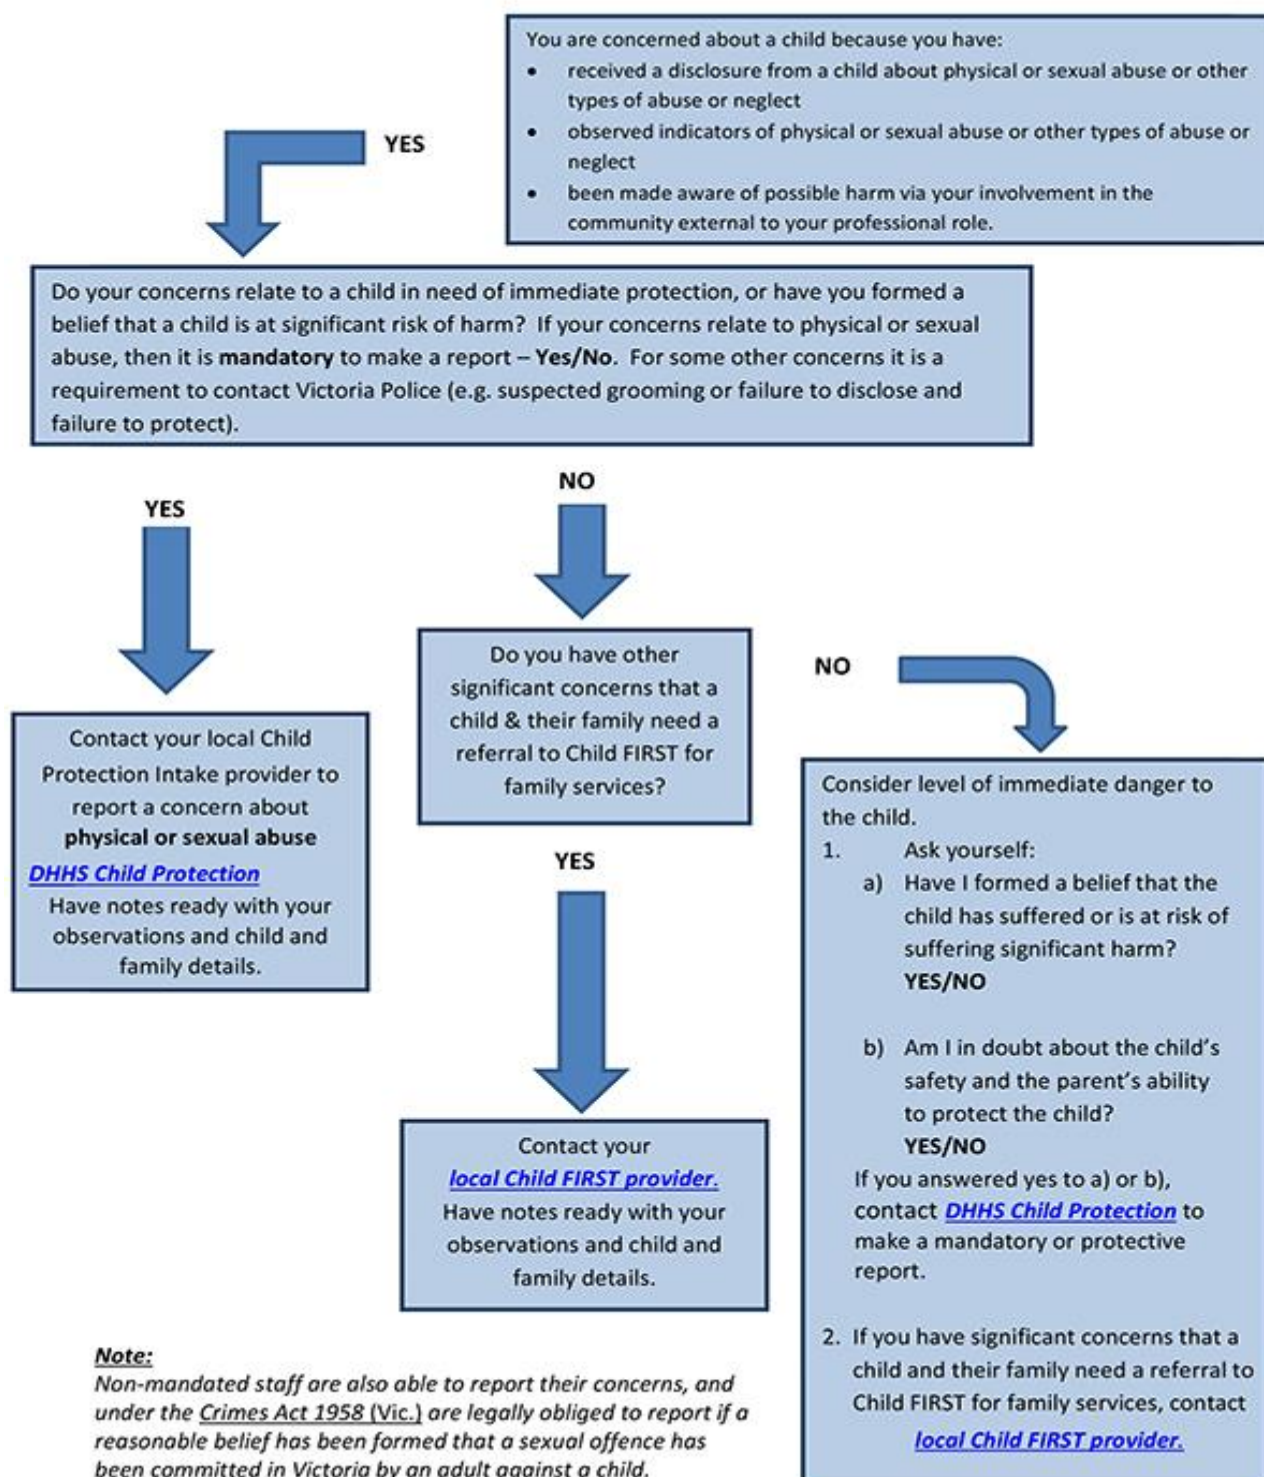 You are concerned about a child because you have:
• received a disclosure from a child about physical or sexual abuse or other
types of abuse or neglect
• observed indicators of physical or sexual abuse or other types of abuse or
neglect
• been made aware of possible harm via your involvement in the
community external to your professional role.
YES
Do your concerns relate to a child in need of immediate protection, or have you formed a
belief that a child is at significant risk of harm? If your concerns relate to physical or sexual
abuse, then it is mandatory to make a report – Yes/No. For some other concerns it is a
requirement to contact Victoria Police (e.g. suspected grooming or failure to disclose and
failure to protect).
YES
NO
Contact your local Child
Protection Intake provider to
report a concern about
physical or sexual abuse
DHHS Child Protection
Have notes ready with your
observations and child and
family details.
Do you have other
significant concerns that a
child & their family need a
referral to Child FIRST for
family services?
YES
Contact your
local Child FIRST provider.
Have notes ready with your
observations and child and
family details.
NO
Consider level of immediate danger to
the child.
1. Ask yourself:
a) Have I formed a belief that the
child has suffered or is at risk of
suffering significant harm?
YES/NO
b) Am I in doubt about the child's
safety and the parent's ability
to protect the child?
YES/NO
If you answered yes to a) or b),
contact DHHS Child Protection to
make a mandatory or protective
report.
2. If you have significant concerns that a
child and their family need a referral to
Child FIRST for family services, contact
local Child FIRST provider.
Note:
Non-mandated staff are also able to report their concerns, and
under the Crimes Act 1958 (Vic.) are legally obliged to report if a
reasonable belief has been formed that a sexual offence has
been committed in Victoria by an adult against a child.